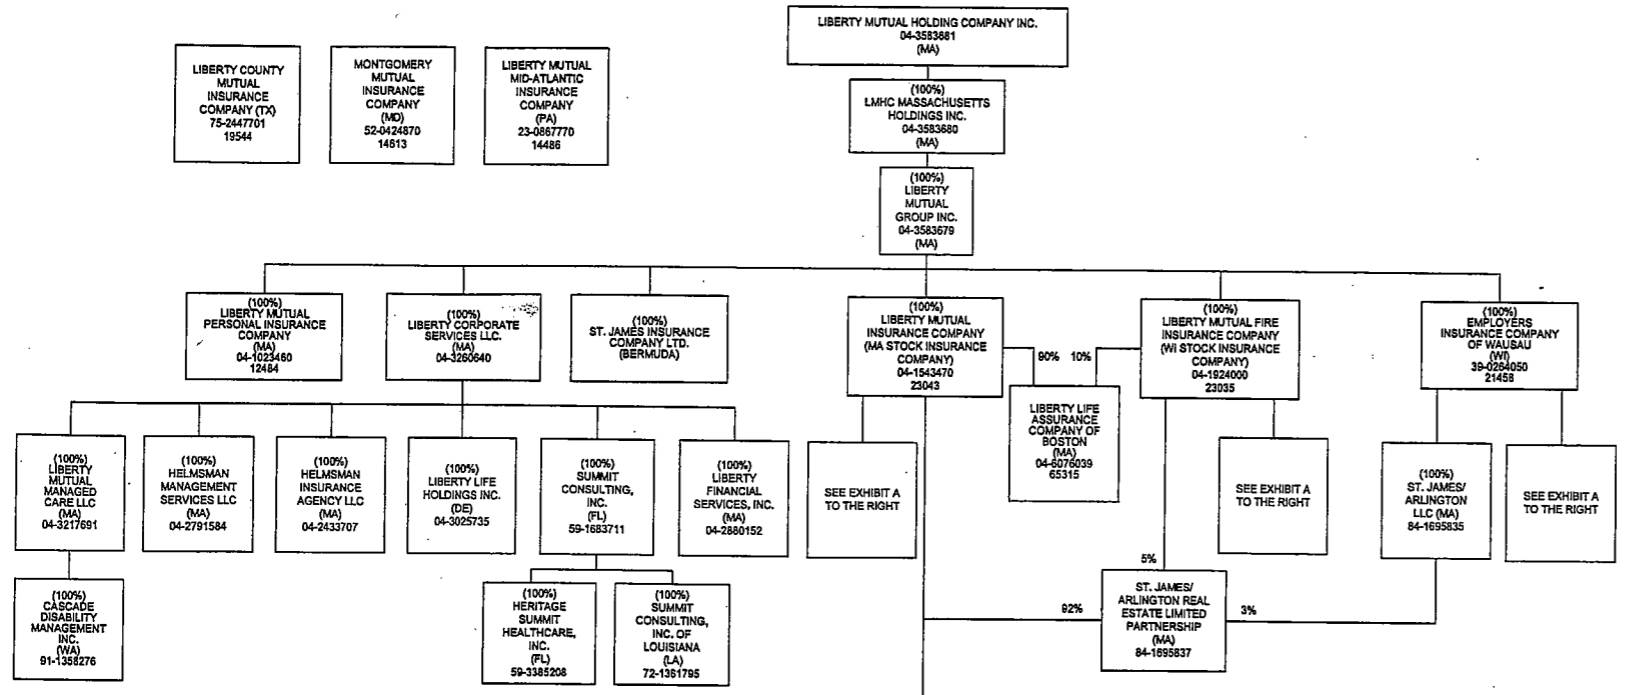 LIBERTY MUTUAL HOLDING COMPANY INC.
04-3583681
(MA)
LIBERTY COUNTY
MUTUAL
INSURANCE
COMPANY (TX)
75-2447701
19544
MONTGOMERY
MUTUAL
INSURANCE
COMPANY
(MD)
52-0424870
14613
LIBERTY MUTUAL
MID-ATLANTIC
INSURANCE
COMPANY
(PA)
23-0867770
14486
(100%)
LMHC MASSACHUSETTS
HOLDINGS INC.
04-3583680
(MA)
(100%)
LIBERTY
MUTUAL
GROUP INC.
04-3583679
(MA)
(100%)
LIBERTY MUTUAL
PERSONAL INSURANCE
COMPANY
(MA)
04-1023460
12484
(100%)
LIBERTY CORPORATE
SERVICES LLC.
(MA)
04-3260640
(100%)
ST. JAMES INSURANCE
COMPANY LTD.
(BERMUDA)
(100%)
LIBERTY MUTUAL
INSURANCE COMPANY
(MA STOCK INSURANCE
COMPANY)
04-1543470
23043
90%
10%
(100%)
LIBERTY MUTUAL FIRE
INSURANCE COMPANY
(WI STOCK INSURANCE
COMPANY)
04-1924000
23035
(100%)
EMPLOYERS
INSURANCE COMPANY
OF WAUSAU
(WI)
39-0264050
21458
LIBERTY LIFE
ASSURANCE
COMPANY OF
BOSTON
(MA)
04-6076039
65315
(100%)
LIBERTY
MUTUAL
MANAGED
CARE LLC
(MA)
04-3217691
(100%)
HELMSMAN
MANAGEMENT
SERVICES LLC
(MA)
04-2791584
(100%)
HELMSMAN
INSURANCE
AGENCY LLC
(MA)
04-2433707
(100%)
LIBERTY LIFE
HOLDINGS INC.
(DE)
04-3025735
(100%)
SUMMIT
CONSULTING,
INC.
(FL)
59-1683711
(100%)
LIBERTY
FINANCIAL
SERVICES, INC.
(MA)
04-2880152
SEE EXHIBIT A
TO THE RIGHT
SEE EXHIBIT A
TO THE RIGHT
(100%)
ST. JAMES/
ARLINGTON
LLC (MA)
84-1695835
SEE EXHIBIT A
TO THE RIGHT
(100%)
CASCADE
DISABILITY
MANAGEMENT
INC.
(WA)
91-1358276
(100%)
HERITAGE
SUMMIT
HEALTHCARE,
INC.
(FL)
59-3385208
(100%)
SUMMIT
CONSULTING,
INC. OF
LOUISIANA
(LA)
72-1361795
5%
92%
ST. JAMES/
ARLINGTON REAL
ESTATE LIMITED
PARTNERSHIP
(MA)
84-1695837
3%